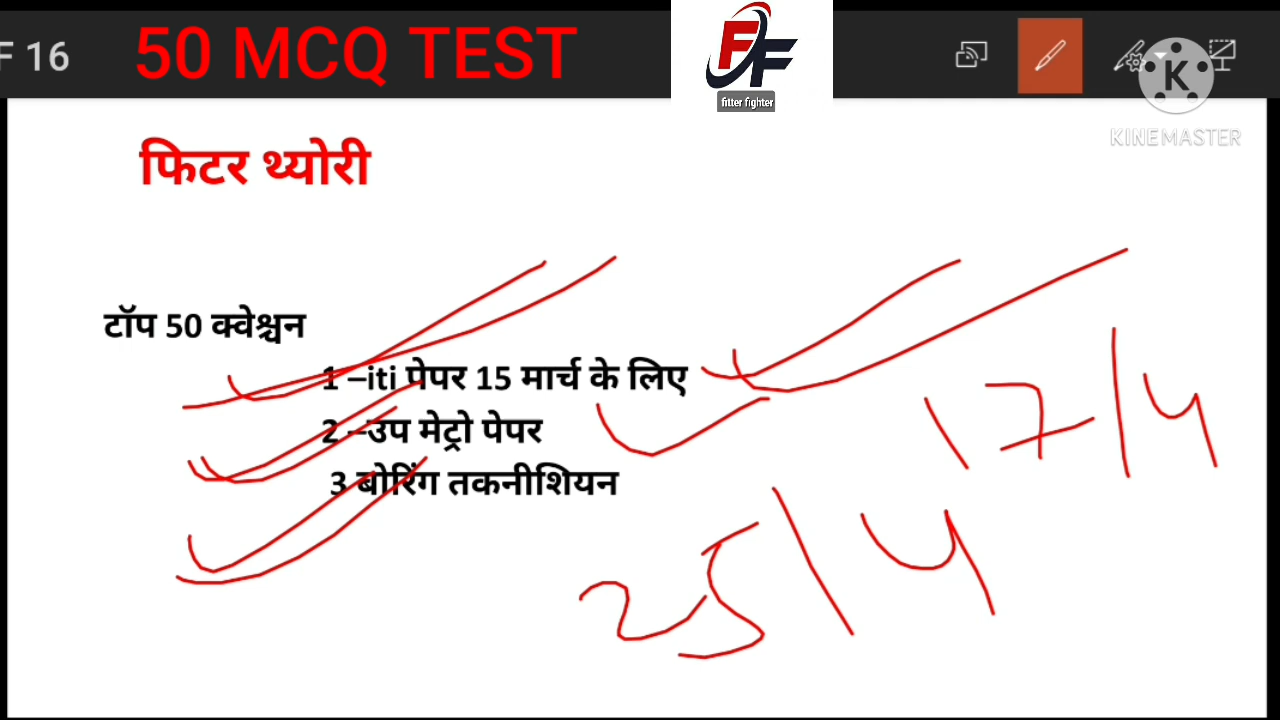 F 16
50 MCQ TEST
FF
fitter fighter
K
KINEMASTER
फिटर थ्योरी
टॉप 50 क्वेश्चन
1 –iti पेपर 15 मार्च के लिए
2 –उप मेट्रो पेपर
3 बोरिंग तकनीशियन
17/4
25/4